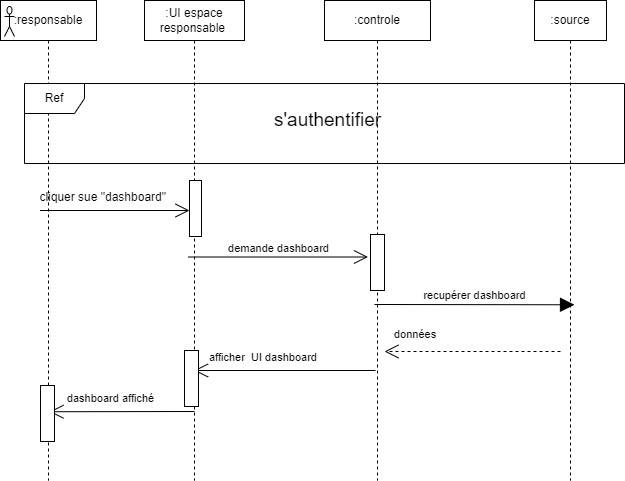 :responsable
:UI espace
responsable
:controle
:source
Ref
s'authentifier
cliquer sue "dashboard"
demande dashboard
recupérer dashboard
données
afficher UI dashboard
dashboard affiché